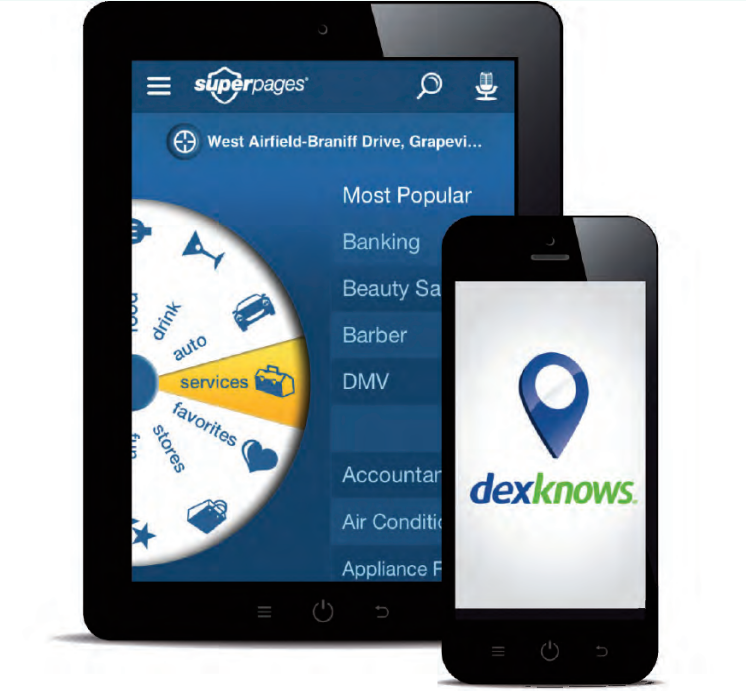 superpages
West Airfield-Braniff Drive, Grapevi...
Most Popular
Banking
Beauty Sa
Barber
DMV
Accountan
Air Conditio
Appliance F
drink
auto
services
favorites
stores
dexknows